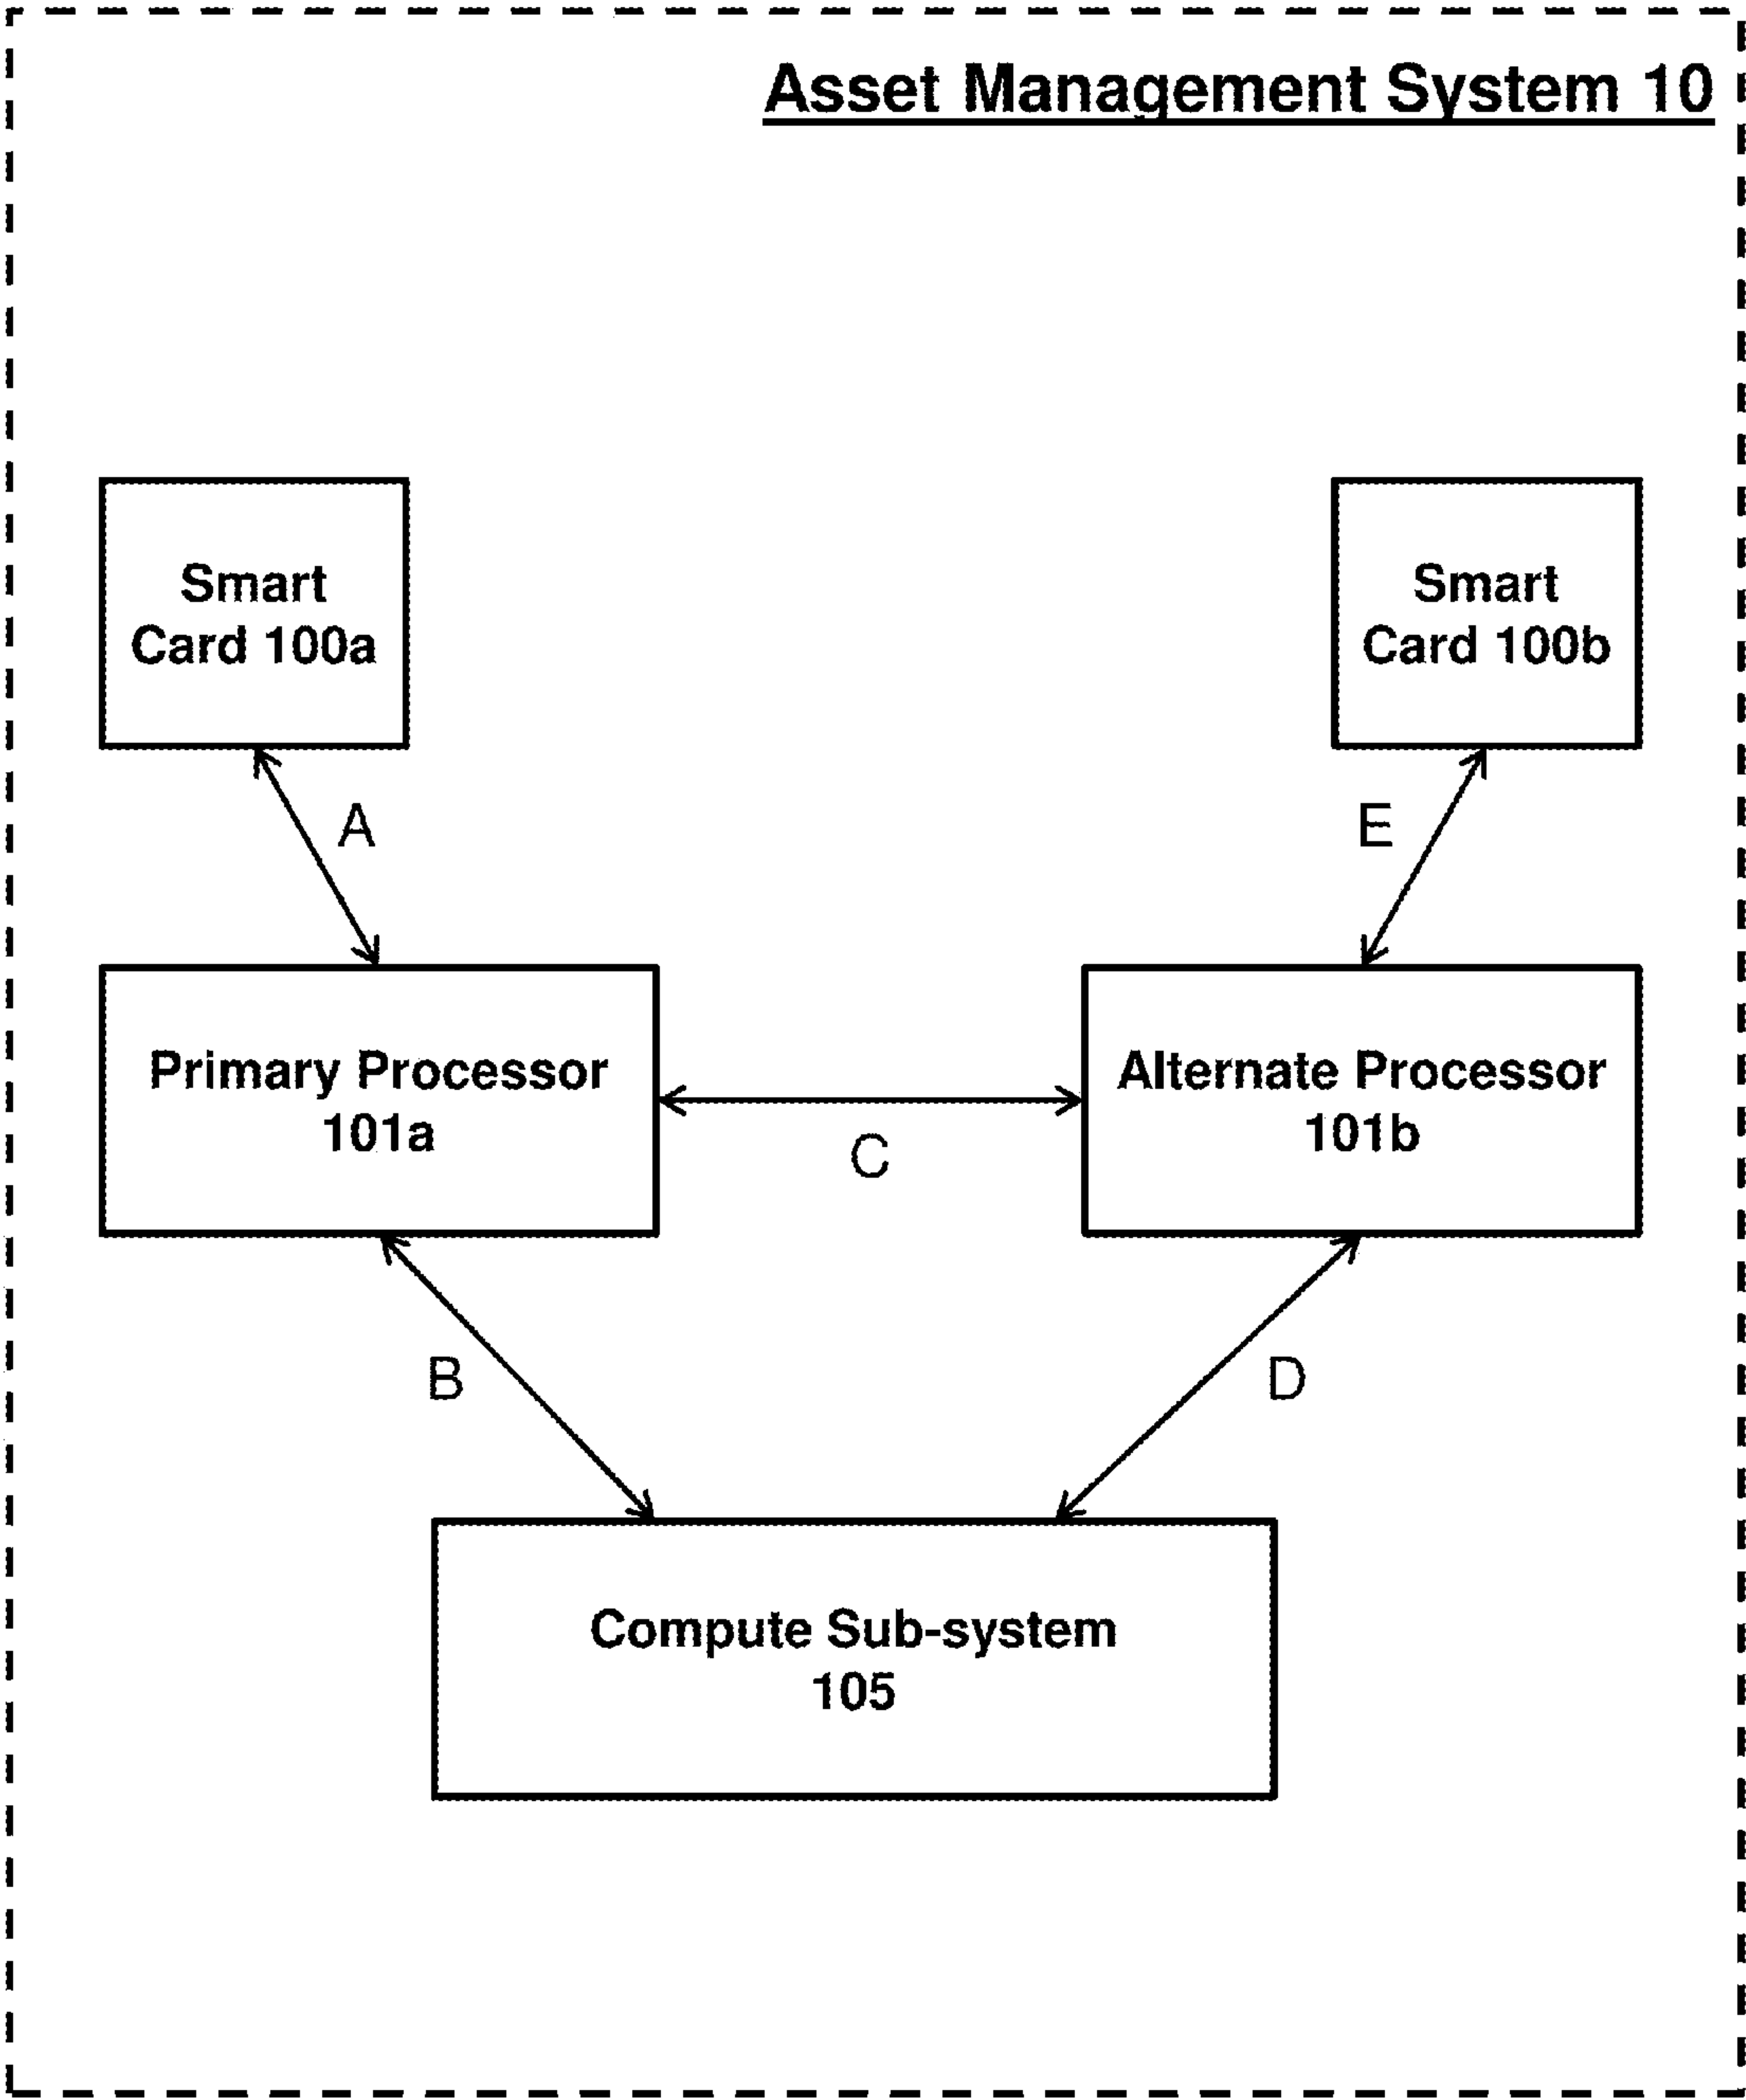 Asset Management System 10
Smart
Card 100a
Smart
Card 100b
A
E
Primary Processor
101a
Alternate Processor
101b
C
B
D
Compute Sub-system
105